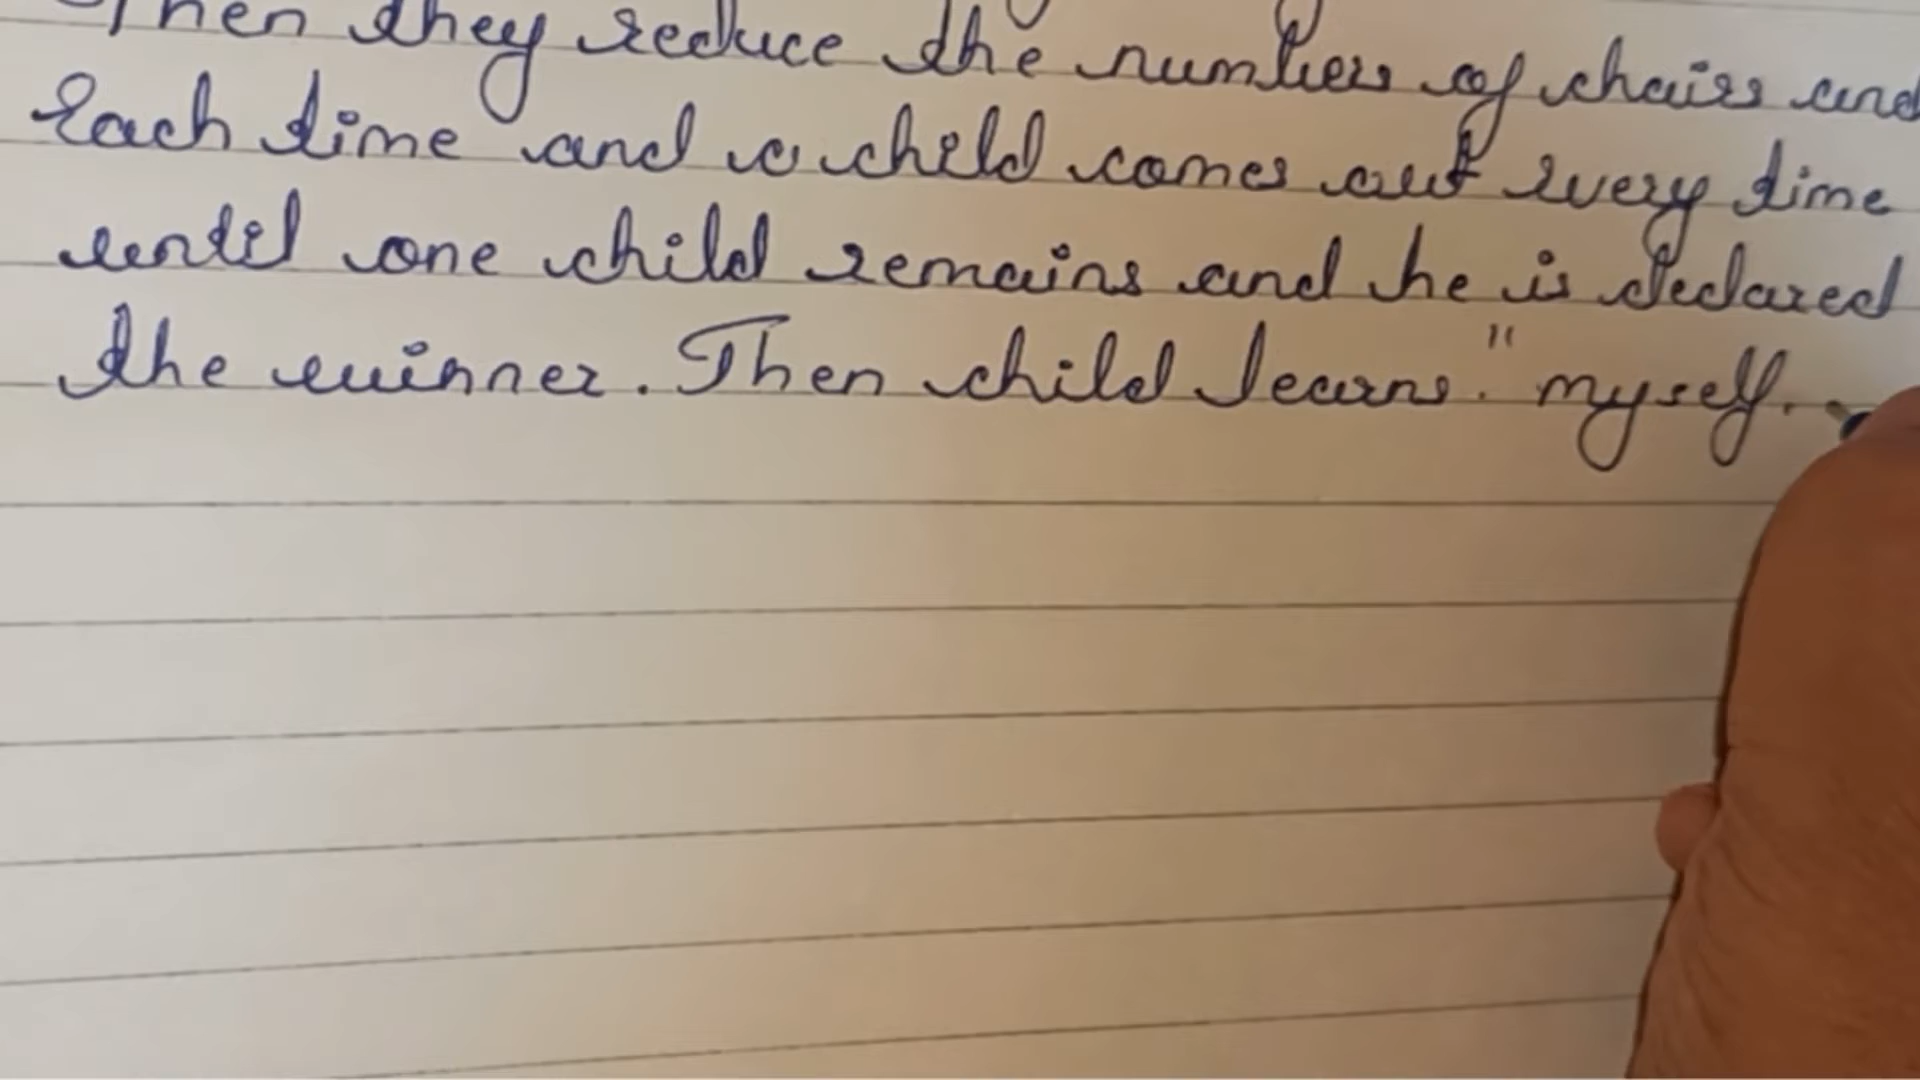 Then they reduce the numbers of chairs and
Each time and a child comes out every time
until one child remains and he is declared
the winner. Then child learns. " myself.